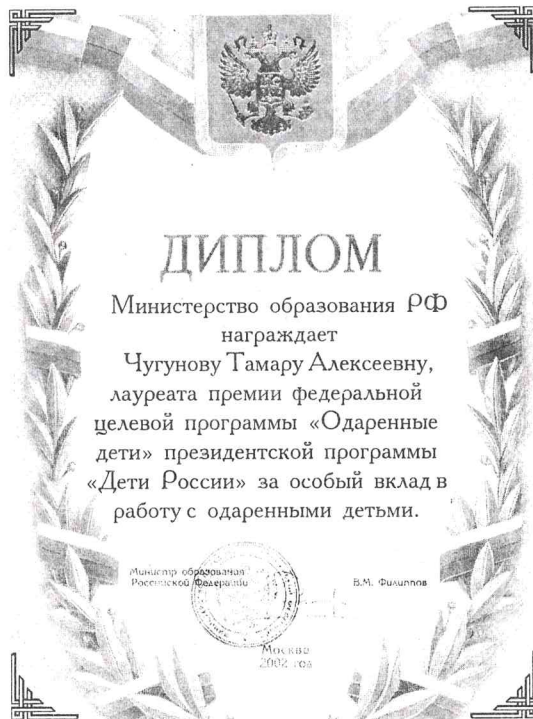 ДИПЛОМ
Министерство образования РФ
награждает
Чугунову Тамару Алексеевну,
лауреата премии федеральной
целевой программы «Одаренные
дети» президентской программы
«Дети России» за особый вклад в
работу с одаренными детьми.
Министр образования
Российской Федерации
В.М. Филиппов
Москва
2002 год